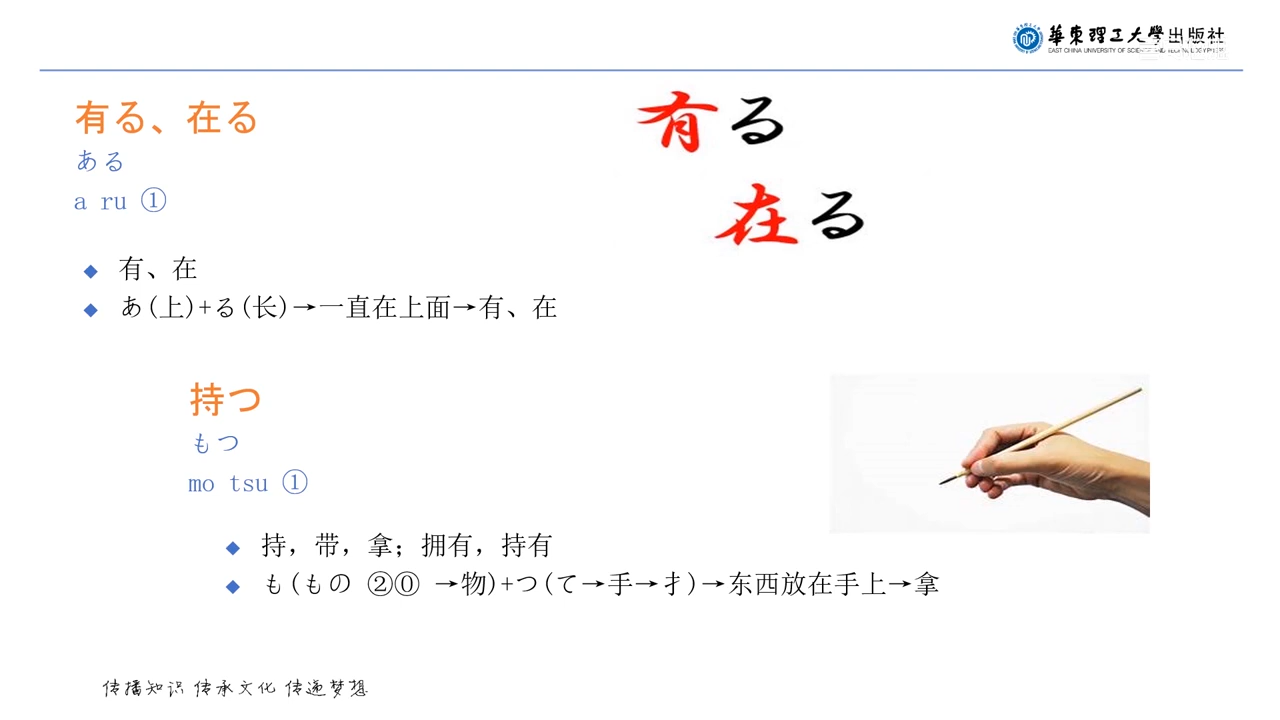 華東理工大學出版社
有る、在る
ある
a ru ①
有る
在る
◆ 有、在
◆ あ(上)+る(长)→一直在上面→有、在
持つ
もつ
mo tsu ①
◆ 持，带，拿；拥有，持有
◆ も(もの ②⓪ →物)+つ(て→手→扌)→东西放在手上→拿
传播知识 传承文化 传递梦想